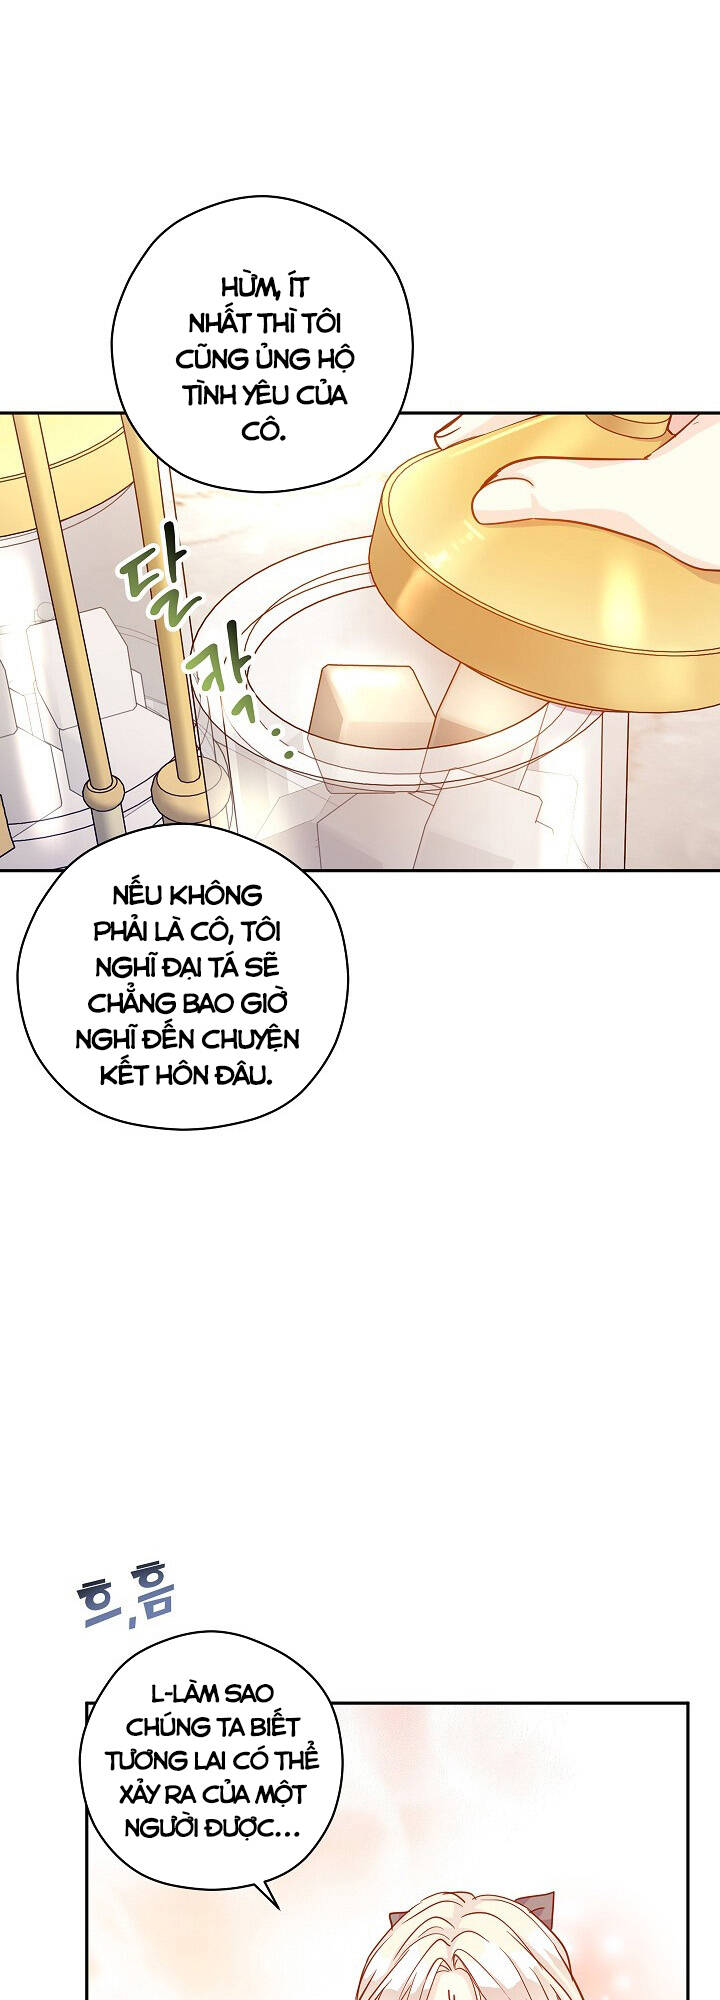 HỪM, ÍT
NHẤT THÌ TÔI
CŨNG ỦNG HỘ
TÌNH YÊU CỦA
CÔ.
달
칵...
NẾU KHÔNG
PHẢI LÀ CÔ, TÔI
NGHĨ ĐẠI TÁ SẼ
CHẲNG BAO GIỜ
NGHĨ ĐẾN CHUYỆN
KẾT HÔN ĐÂU.
흐,흠
L-LÀM SAO
CHÚNG TA BIẾT
TƯƠNG LAI CÓ THỂ
XẢY RA CỦA MỘT
NGƯỜI ĐƯỢC...